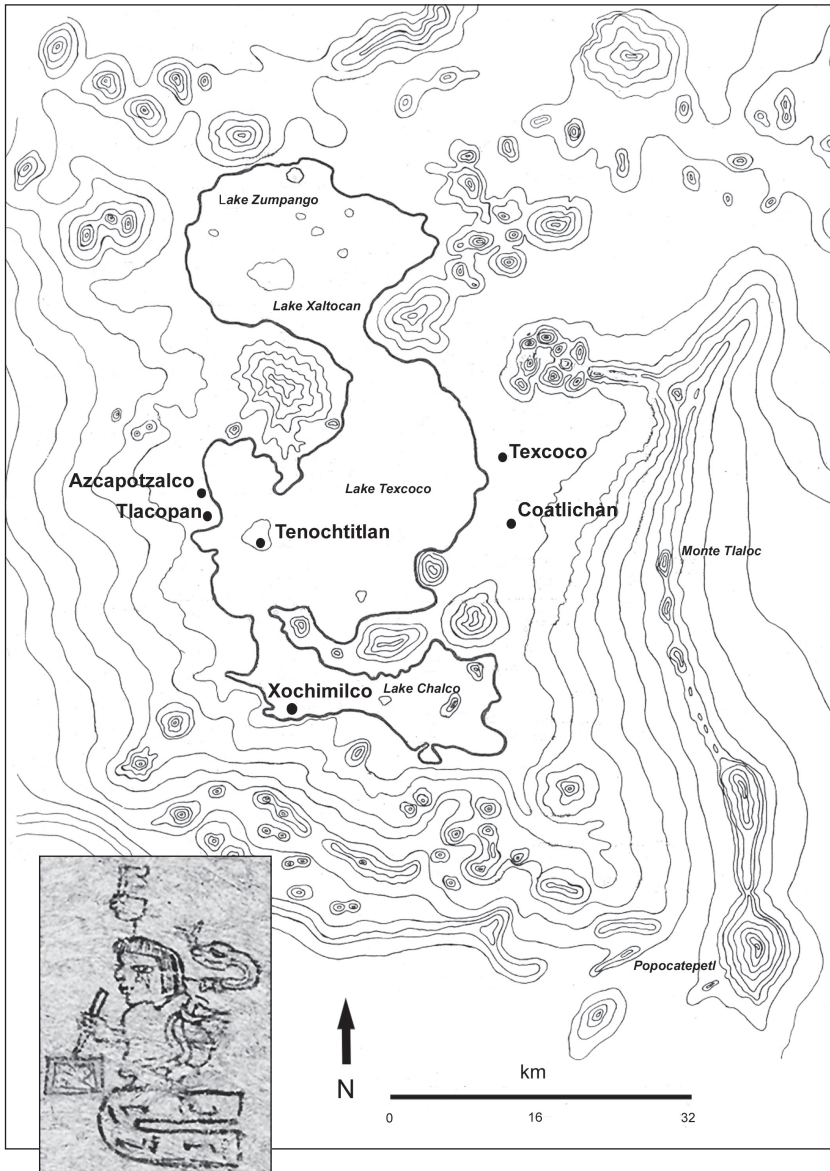 Lake Zumpango
Lake Xaltocan
Texcoco
Azcapotzalco
Lake Texcoco
Tlacopan
Coatlichan
Tenochtitlan
Monte Tlaloc
Xochimilco
Lake Chalco
Popocatepetl
N
km
0 16 32